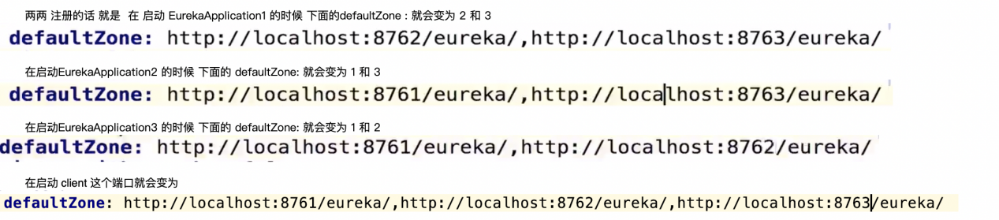 两两 注册的话 就是 在 启动 EurekaApplication1 的时候 下面的defaultZone : 就会变为 2 和 3
defaultZone: http://localhost:8762/eureka/,http://localhost:8763/eureka/
在启动EurekaApplication2 的时候 下面的 defaultZone: 就会变为 1 和 3
defaultZone: http://localhost:8761/eureka/,http://localhost:8763/eureka/
在启动EurekaApplication3 的时候 下面的 defaultZone: 就会变为 1 和 2
defaultZone: http://localhost:8761/eureka/,http://localhost:8762/eureka/
在启动 client 这个端口就会变为
defaultZone: http://localhost:8761/eureka/,http://localhost:8762/eureka/,http://localhost:8763/eureka/